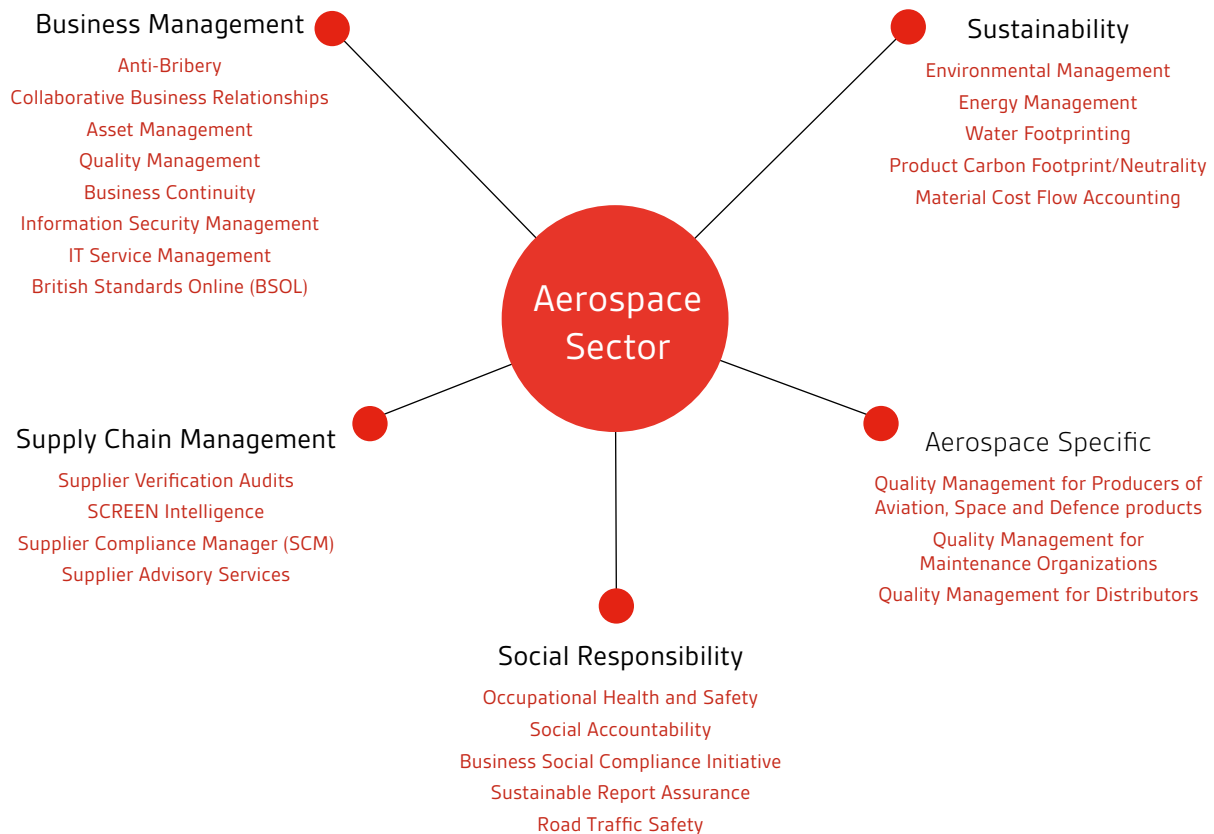 Business Management
Anti-Bribery
Collaborative Business Relationships
Asset Management
Quality Management
Business Continuity
Information Security Management
IT Service Management
British Standards Online (BSOL)
Sustainability
Environmental Management
Energy Management
Water Footprinting
Product Carbon Footprint/Neutrality
Material Cost Flow Accounting
Aerospace
Sector
Supply Chain Management
Supplier Verification Audits
SCREEN Intelligence
Supplier Compliance Manager (SCM)
Supplier Advisory Services
Aerospace Specific
Quality Management for Producers of
Aviation, Space and Defence products
Quality Management for
Maintenance Organizations
Quality Management for Distributors
Social Responsibility
Occupational Health and Safety
Social Accountability
Business Social Compliance Initiative
Sustainable Report Assurance
Road Traffic Safety